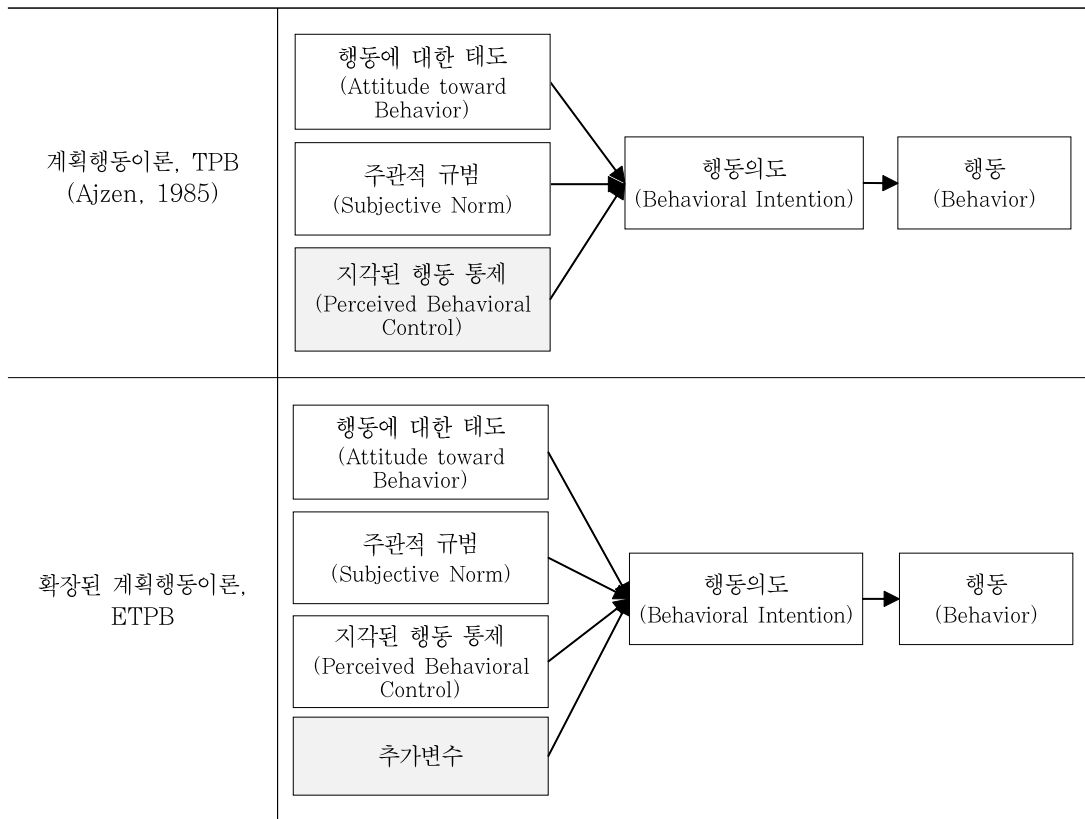 계획행동이론, TPB
(Ajzen, 1985)
행동에 대한 태도
(Attitude toward
Behavior)
주관적 규범
(Subjective Norm)
지각된 행동 통제
(Perceived Behavioral
Control)
행동의도
(Behavioral Intention)
행동
(Behavior)
확장된 계획행동이론,
ETPB
행동에 대한 태도
(Attitude toward
Behavior)
주관적 규범
(Subjective Norm)
지각된 행동 통제
(Perceived Behavioral
Control)
추가변수
행동의도
(Behavioral Intention)
행동
(Behavior)